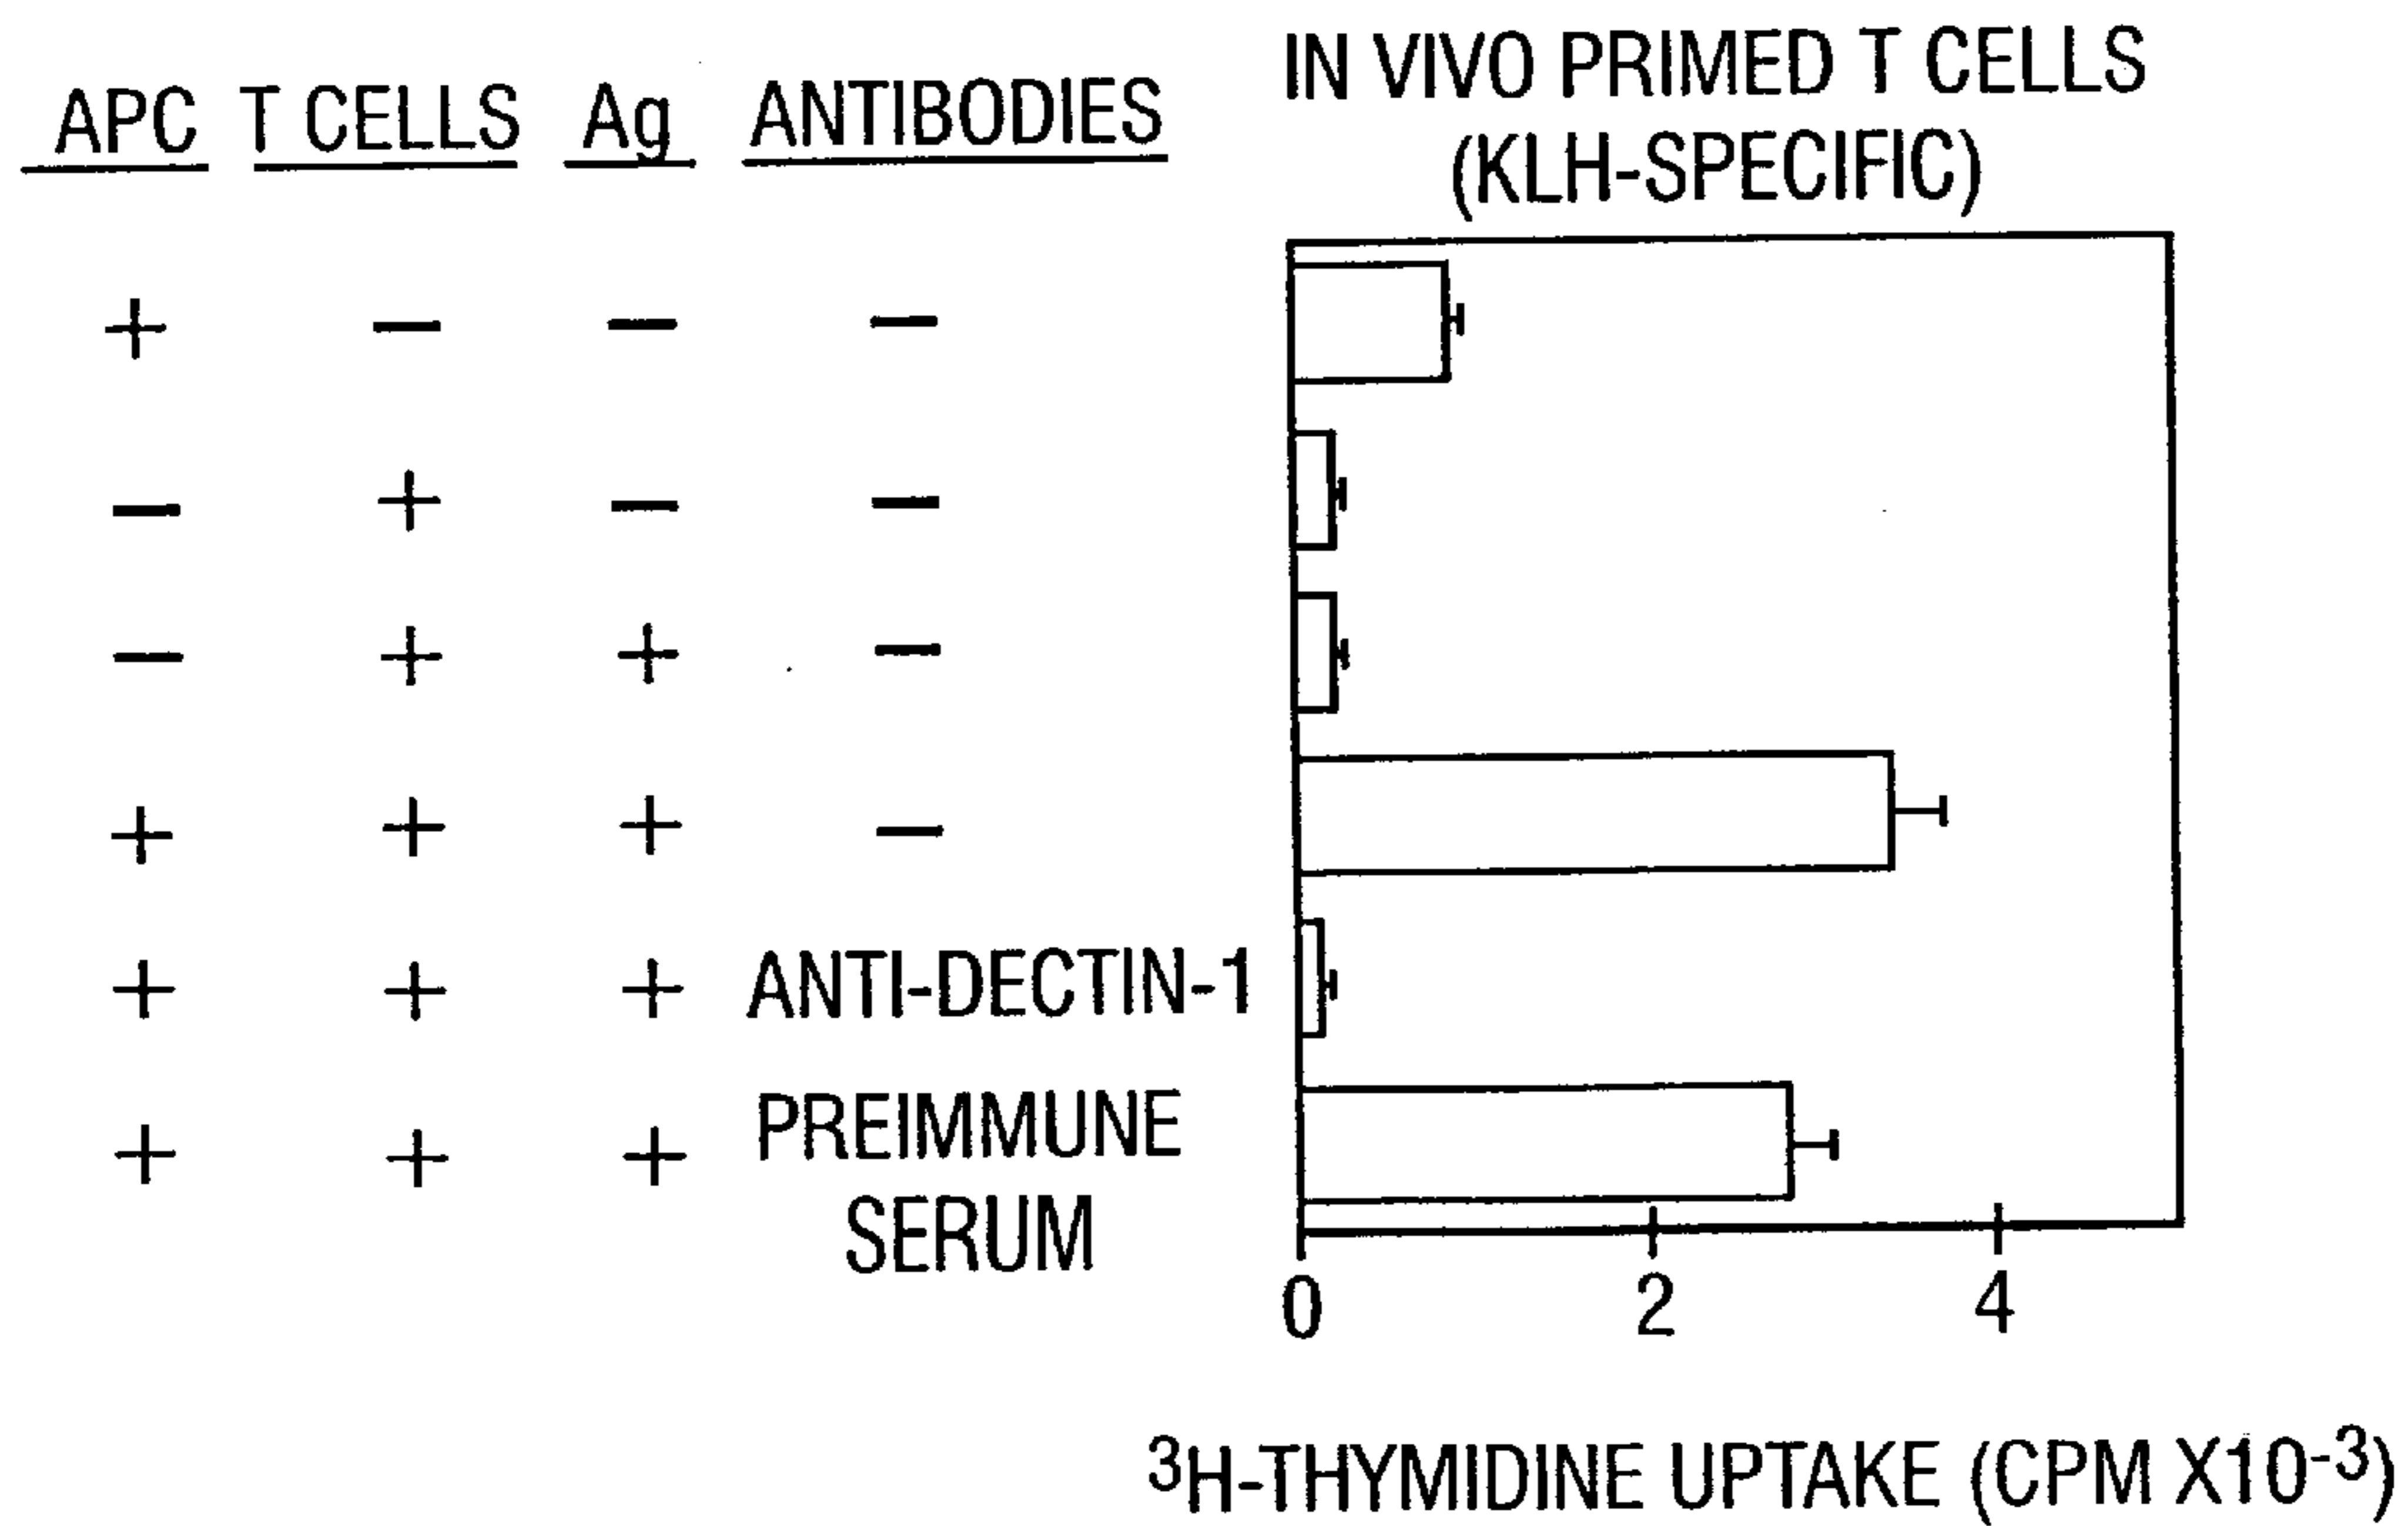 IN VIVO PRIMED T CELLS
(KLH-SPECIFIC)
APC T CELLS Ag ANTIBODIES
+ − − −
− + − −
− + + −
+ + + −
+ + + ANTI-DECTIN-1
+ + + PREIMMUNE
SERUM
0 2 4
³H-THYMIDINE UPTAKE (CPM X10⁻³)